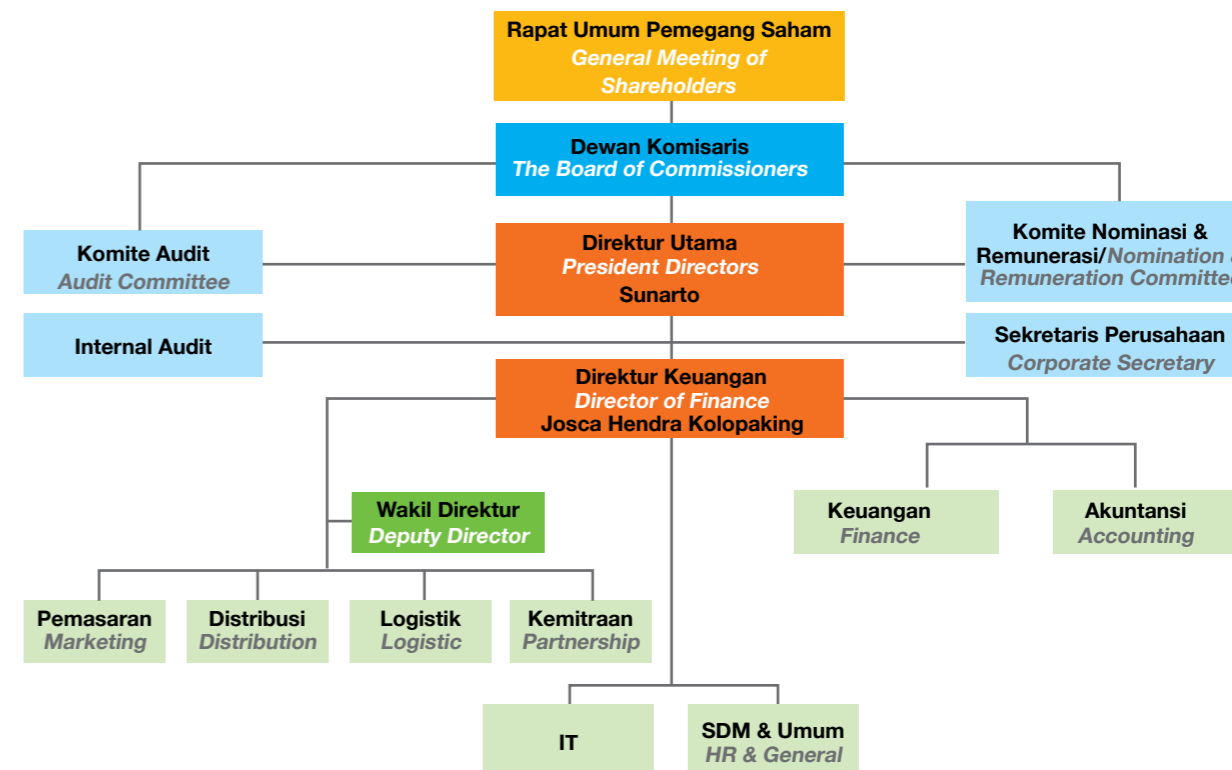 Rapat Umum Pemegang Saham
General Meeting of
Shareholders
Dewan Komisaris
The Board of Commissioners
Komite Audit
Audit Committee
Direktur Utama
President Directors
Sunarto
Komite Nominasi &
Remunerasi/Nomination &
Remuneration Committee
Internal Audit
Sekretaris Perusahaan
Corporate Secretary
Direktur Keuangan
Director of Finance
Josca Hendra Kolopaking
Wakil Direktur
Deputy Director
Keuangan
Finance
Akuntansi
Accounting
Pemasaran
Marketing
Distribusi
Distribution
Logistik
Logistic
Kemitraan
Partnership
IT
SDM & Umum
HR & General